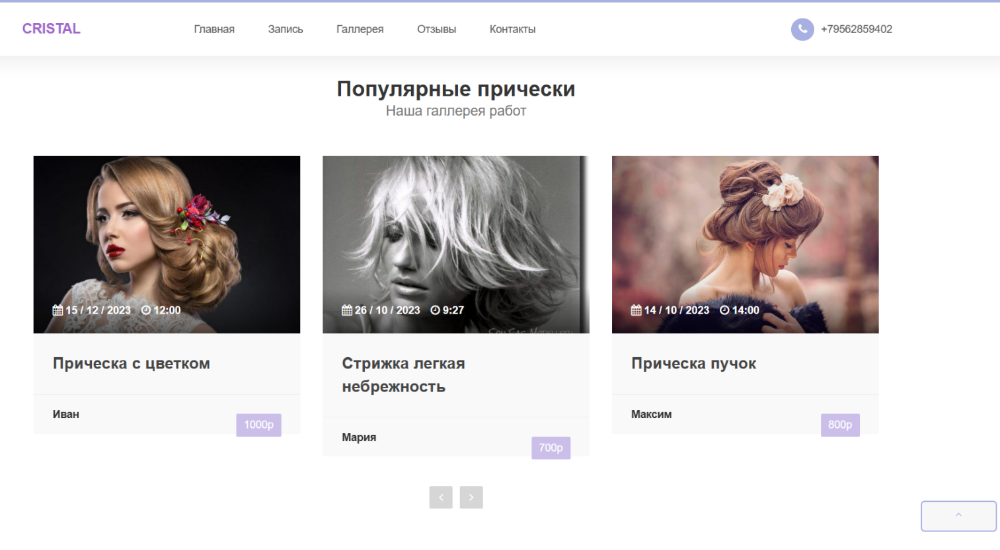 CRISTAL
Главная
Запись
Галлерея
Отзывы
Контакты
+79562859402
Популярные прически
Наша галлерея работ
15 / 12 / 2023 12:00
Прическа с цветком
Иван
1000р
26 / 10 / 2023 9:27
Стрижка легкая
небрежность
Мария
700р
14 / 10 / 2023 14:00
Прическа пучок
Максим
800р